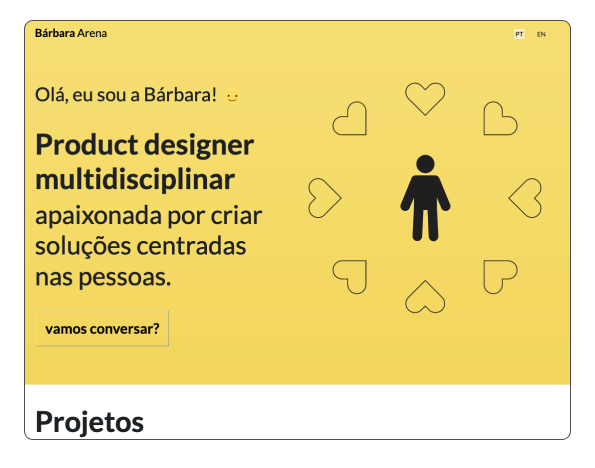 Bárbara Arena
PT EN
Olá, eu sou a Bárbara!
Product designer
multidisciplinar
apaixonada por criar
soluções centradas
nas pessoas.
vamos conversar?
Projetos